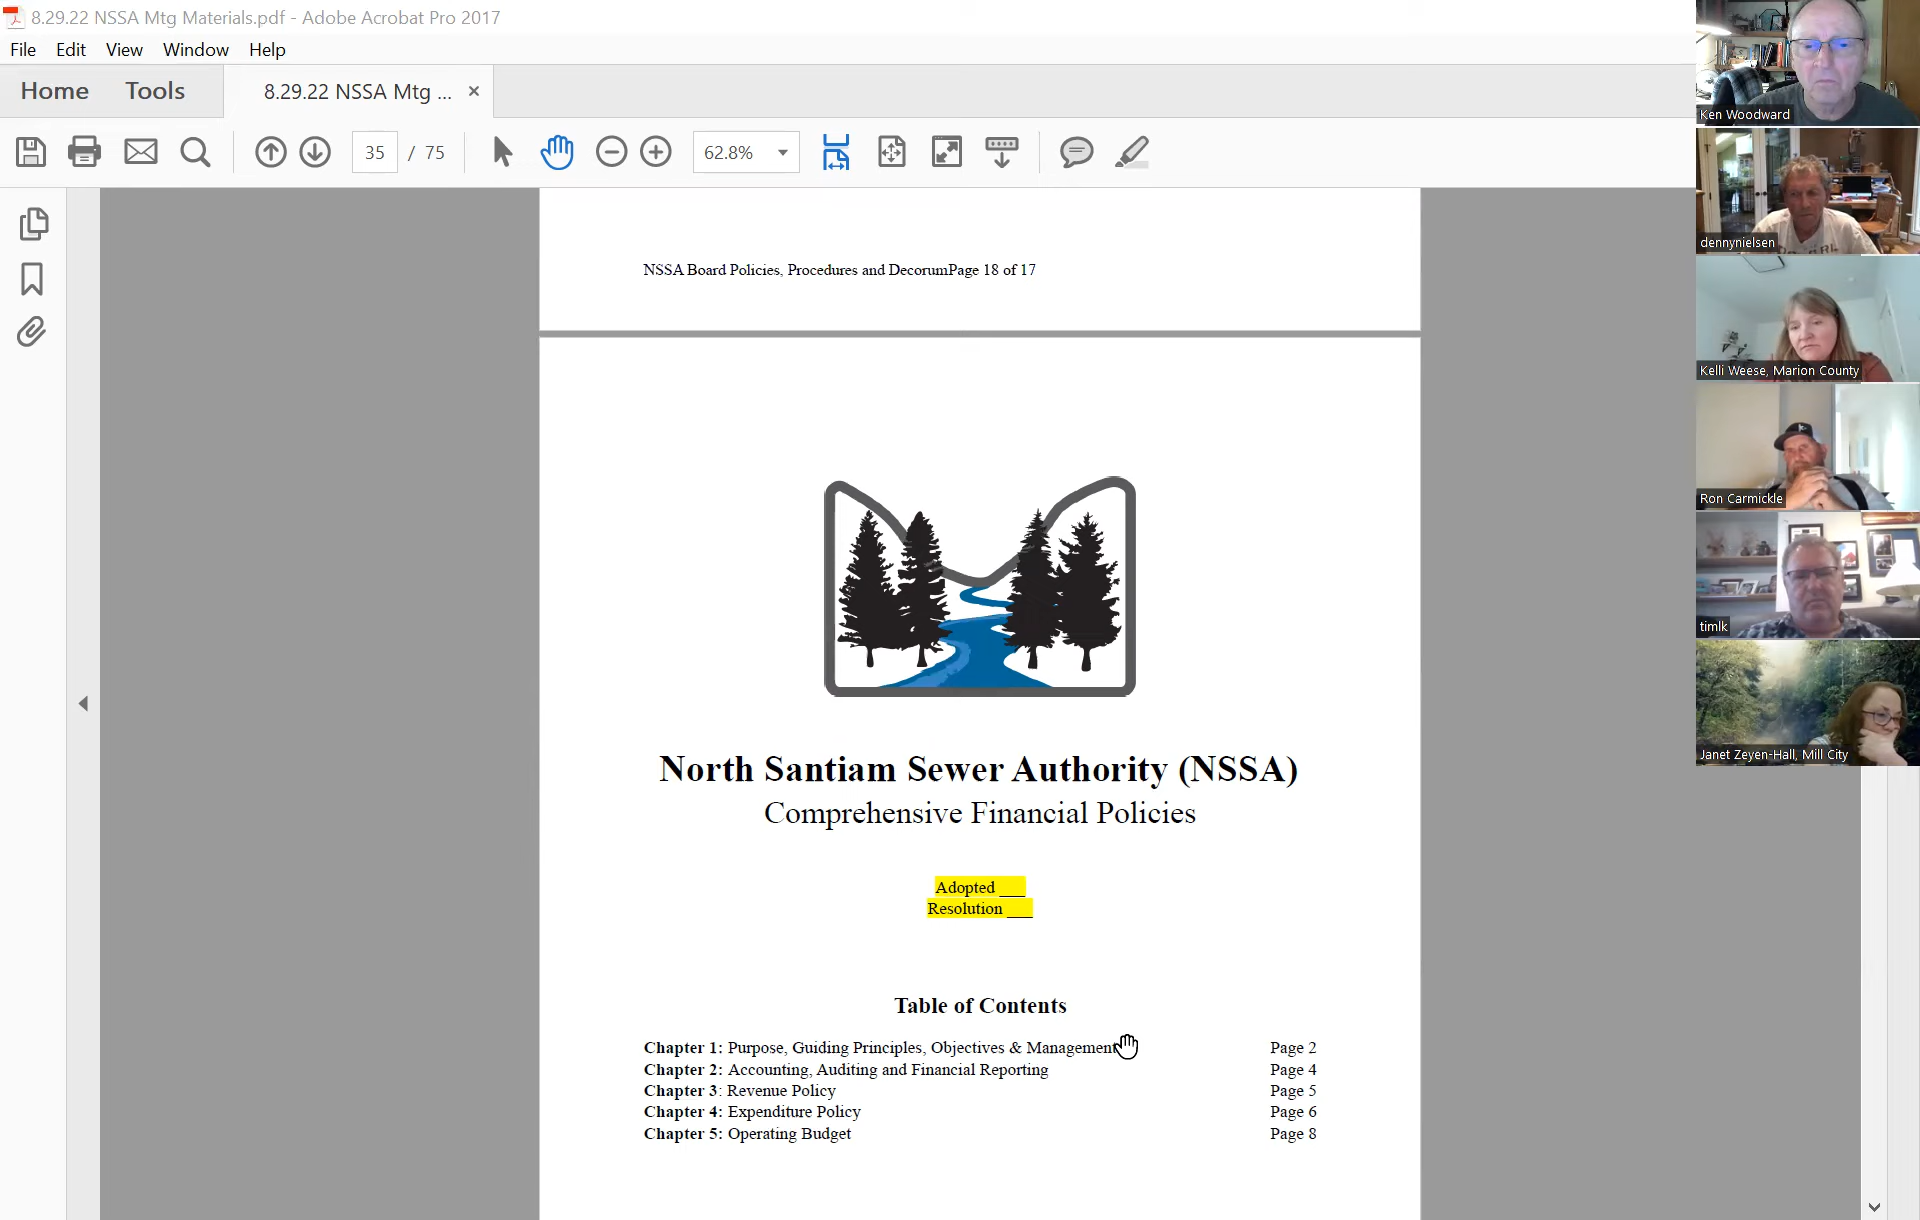 8.29.22 NSSA Mtg Materials.pdf - Adobe Acrobat Pro 2017
File Edit View Window Help
Home Tools 8.29.22 NSSA Mtg ... ×
35 / 75 62.8%
NSSA Board Policies, Procedures and DecorumPage 18 of 17
North Santiam Sewer Authority (NSSA)
Comprehensive Financial Policies
Adopted ___
Resolution ___
Table of Contents
Chapter 1: Purpose, Guiding Principles, Objectives & Management Page 2
Chapter 2: Accounting, Auditing and Financial Reporting Page 4
Chapter 3: Revenue Policy Page 5
Chapter 4: Expenditure Policy Page 6
Chapter 5: Operating Budget Page 8
Ken Woodward
dennynielsen
Kelli Weese, Marion County
Ron Carmickle
timlk
Janet Zeyen-Hall, Mill City